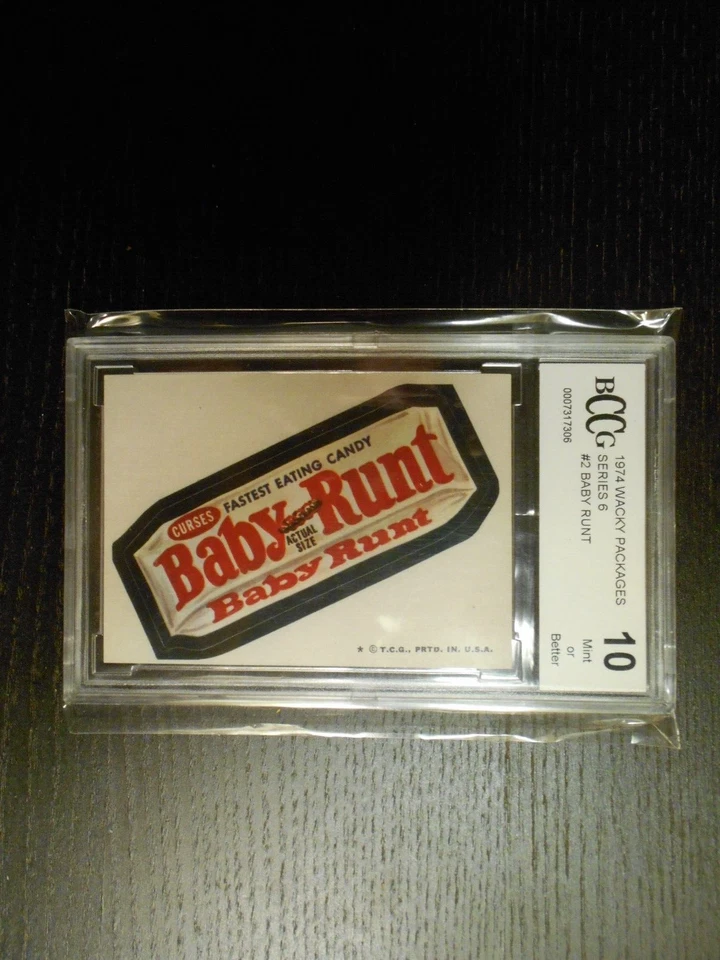 CURSES
FASTEST EATING CANDY
Baby Runt
ACTUAL
SIZE
Baby Runt
★ © T.C.G., PRTD. IN. U.S.A.
BCCG
0007317306
1974 WACKY PACKAGES
SERIES 6
#2 BABY RUNT
10
Mint
or
Better